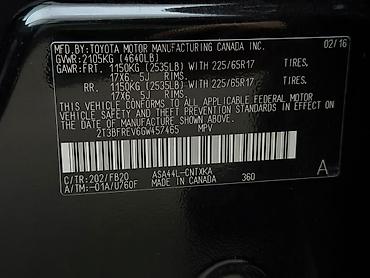 MFD.BY:TOYOTA MOTOR MANUFACTURING CANADA INC. 02/16
GVWR:2105KG (4640LB)
GAWR:FRT. 1150KG (2535LB) WITH 225/65R17 TIRES,
17X6. 5J RIMS.
RR. 1150KG (2535LB) WITH 225/65R17 TIRES,
17X6. 5J RIMS.
THIS VEHICLE CONFORMS TO ALL APPLICABLE FEDERAL MOTOR
VEHICLE SAFETY, BUMPER, AND THEFT PREVENTION STANDARDS
IN EFFECT ON THE DATE OF MANUFACTURE SHOWN ABOVE.
2T3BFREV6GW457465 MPV
C/TR:202/FB20 ASA44L-CNTXKA 360 A
A/TM:-01A/U760F MADE IN CANADA